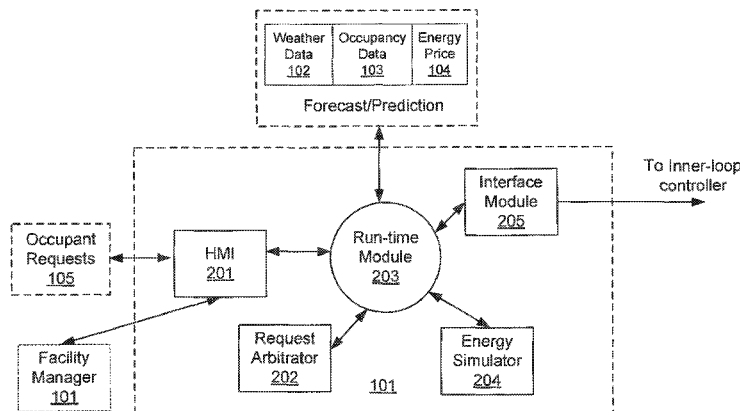 Weather Data 102
Occupancy Data 103
Energy Price 104
Forecast/Prediction
To Inner-loop controller
Interface Module 205
Occupant Requests 105
HMI 201
Run-time Module 203
Facility Manager 101
Request Arbitrator 202
101
Energy Simulator 204